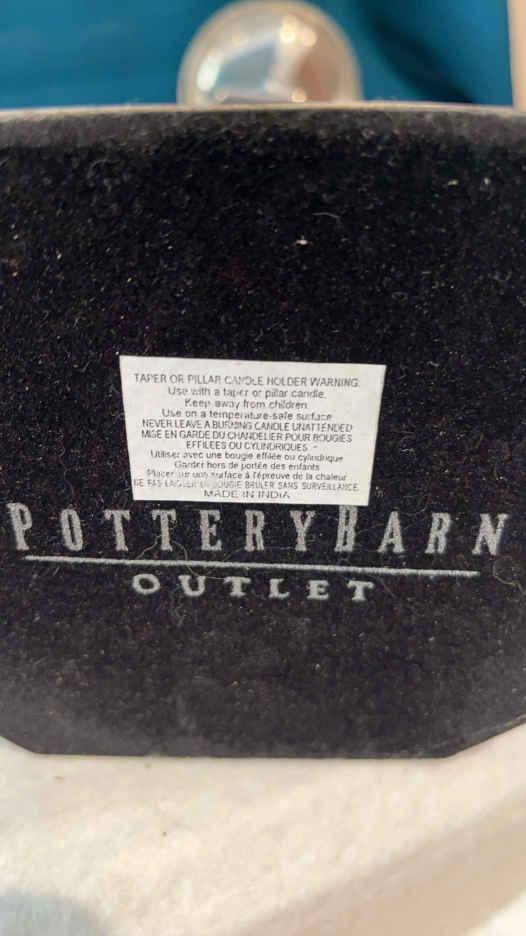 TAPER OR PILLAR CANDLE HOLDER WARNING:
Use with a taper or pillar candle.
Keep away from children.
Use on a temperature-safe surface
NEVER LEAVE A BURNING CANDLE UNATTENDED
MISE EN GARDE DU CHANDELIER POUR BOUGIES
EFFILEES OU CYLINDRIQUES
Utiliser avec une bougie effilée ou cylindrique
Garder hors de portée des enfants
Placer sur une surface à l'épreuve de la chaleur
NE PAS LAISSER UN BOUGIE BRULER SANS SURVEILLANCE
MADE IN INDIA
POTTERYBARN
OUTLET